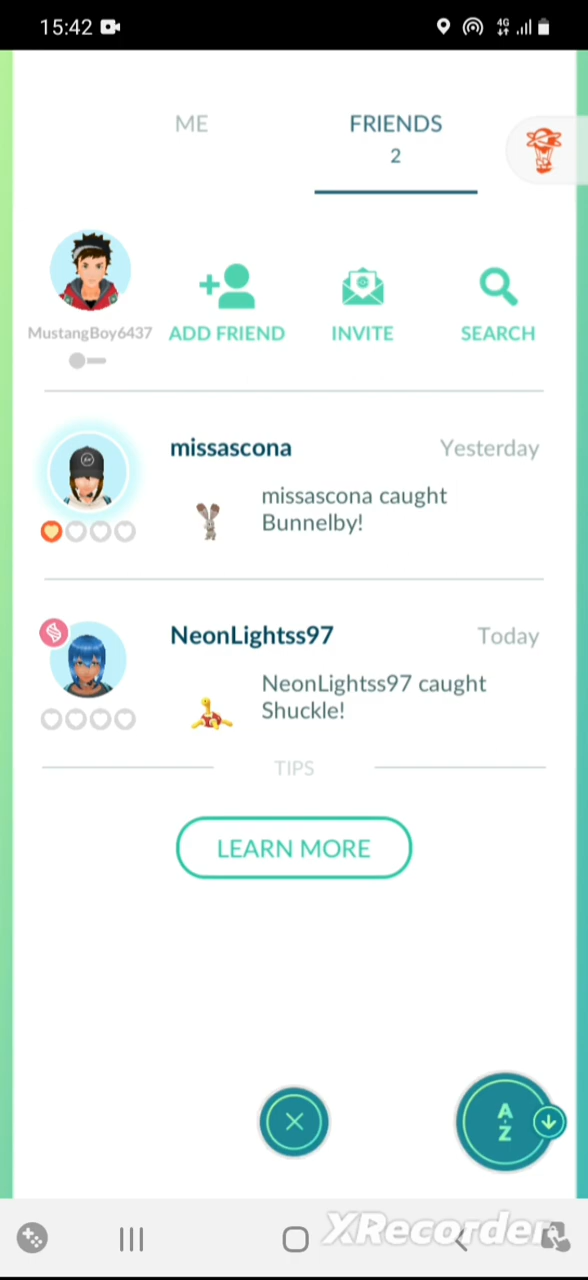 15:42
4G
ME
FRIENDS
2
MustangBoy6437
ADD FRIEND
INVITE
SEARCH
missascona
Yesterday
missascona caught
Bunnelby!
NeonLightss97
Today
NeonLightss97 caught
Shuckle!
TIPS
LEARN MORE
A
Z
XRecorder